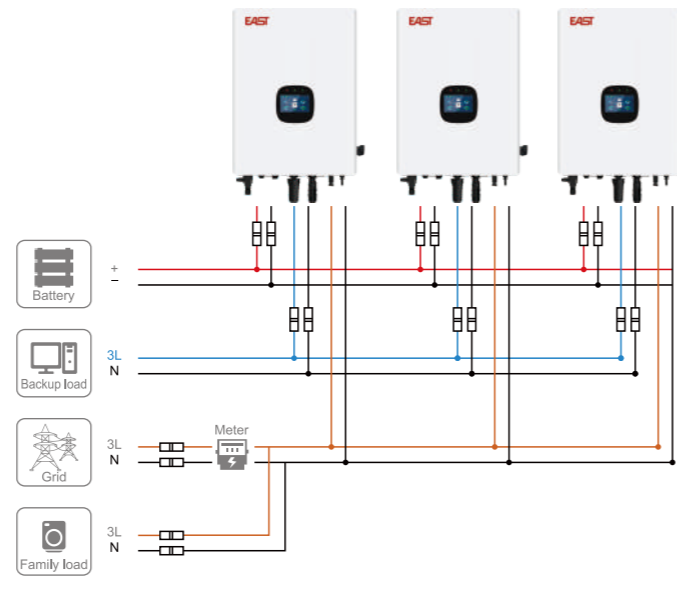 EAST EAST EAST
+
–
Battery
3L
N
Backup load
Meter
3L
N
Grid
3L
N
Family load